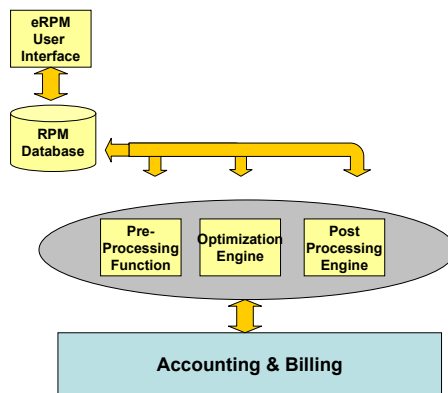 eRPM
User
Interface
RPM
Database
Pre-
Processing
Function
Optimization
Engine
Post
Processing
Engine
Accounting & Billing